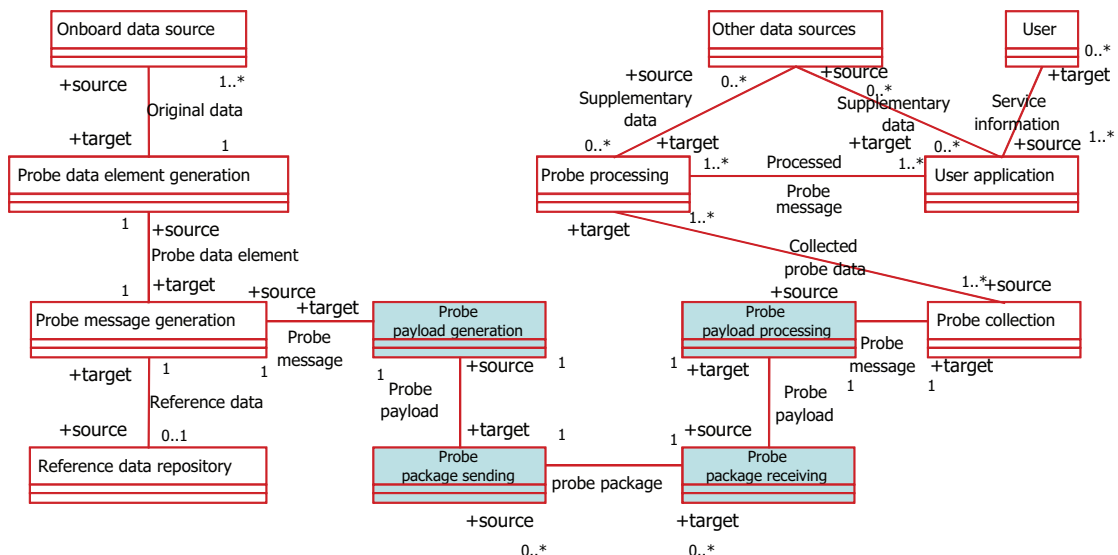 Onboard data source
Other data sources
User
+source
1..*
+source
0..*
+source
0..*
0..*
+target
Original data
Supplementary
data
Supplementary
data
Service
information
+target
1
0..*
+target
1..*
Processed
+target
1..*
0..*
+source
1..*
Probe data element generation
Probe processing
User application
Probe
message
1
+source
+target
1..*
Probe data element
Collected
probe data
1
+target
+source
+target
+source
1..*
+source
Probe message generation
Probe
payload generation
Probe
payload processing
Probe collection
Probe
message
Probe
message
+target
1
1
1
+source
1
1
+target
1
1
+target
Reference data
Probe
payload
Probe
payload
+source
0..1
+target
1
1
+source
Reference data repository
Probe
package sending
Probe
package receiving
probe package
+source
+target
0..*
0..*